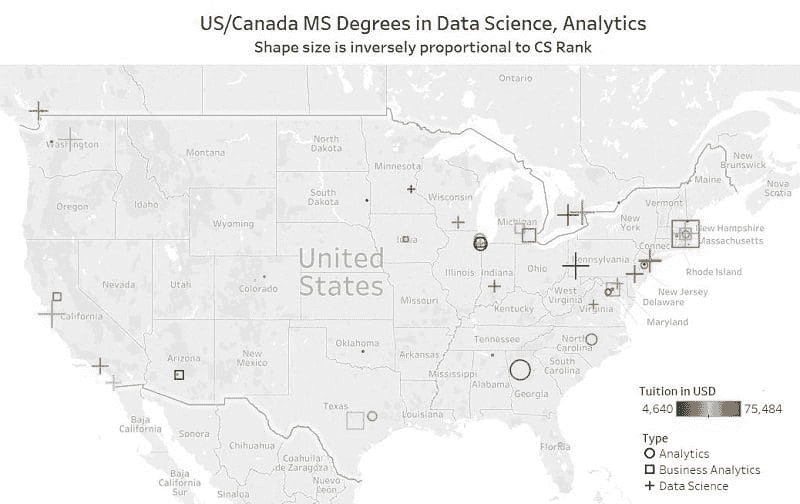 US/Canada MS Degrees in Data Science, Analytics
Shape size is inversely proportional to CS Rank
Ontario
Washington
Montana
North
Dakota
Minnesota
New
Brunswick
Maine
Nova
Scotia
Oregon
Idaho
South
Dakota
Wisconsin
Michigan
Vermont
New
York
New Hampshire
Massachusetts
Wyoming
Iowa
Connec
Rhode Island
United
States
Nevada
Utah
Colorado
Illinois
Indiana
Ohio
Pennsylvania
New Jersey
Delaware
Maryland
West
Virginia
Virginia
California
Missouri
Kentucky
Arizona
New
Mexico
Oklahoma
Arkansas
Tennessee
North
Carolina
South
Carolina
Mississippi
Alabama
Georgia
Texas
Louisiana
Florida
Baja
California
Sonora
Chihuahua
Coahuila
de Zaragoza
Nuevo
León
Baja
California
Sur
Sinaloa
Tuition in USD
4,640
75,484
Type
Analytics
Business Analytics
Data Science